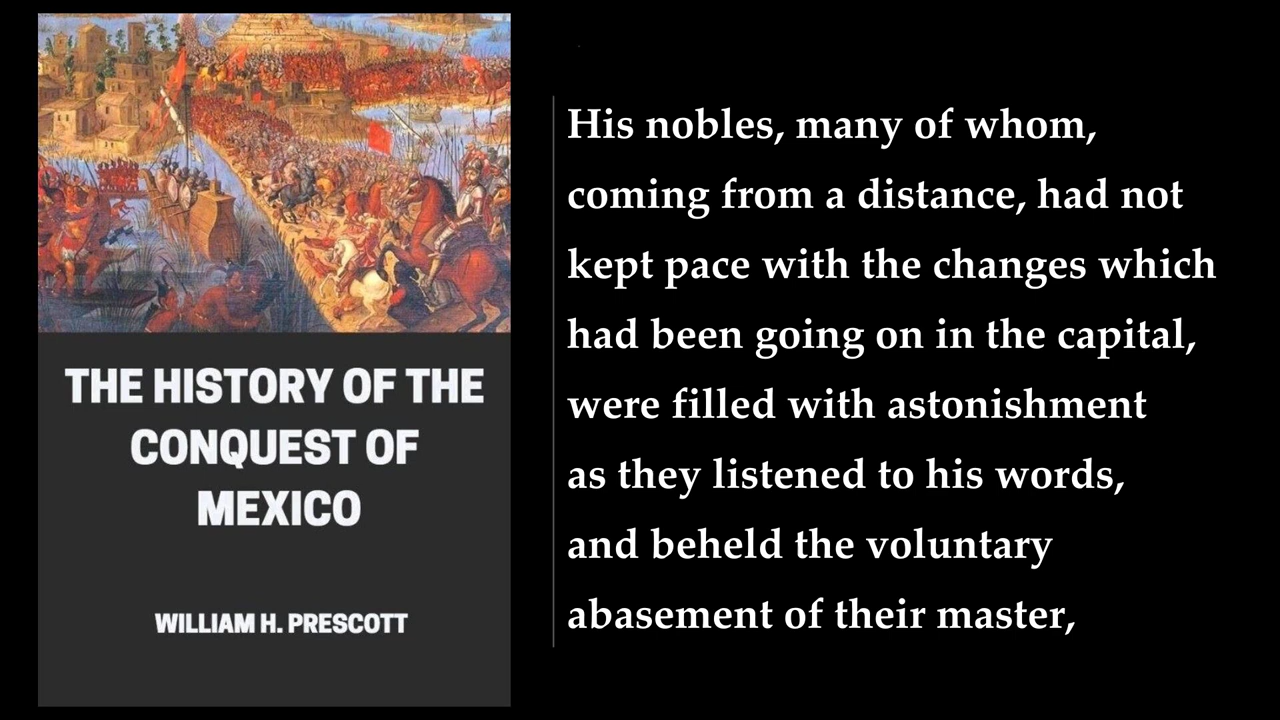 THE HISTORY OF THE
CONQUEST OF
MEXICO
WILLIAM H. PRESCOTT
His nobles, many of whom,
coming from a distance, had not
kept pace with the changes which
had been going on in the capital,
were filled with astonishment
as they listened to his words,
and beheld the voluntary
abasement of their master,